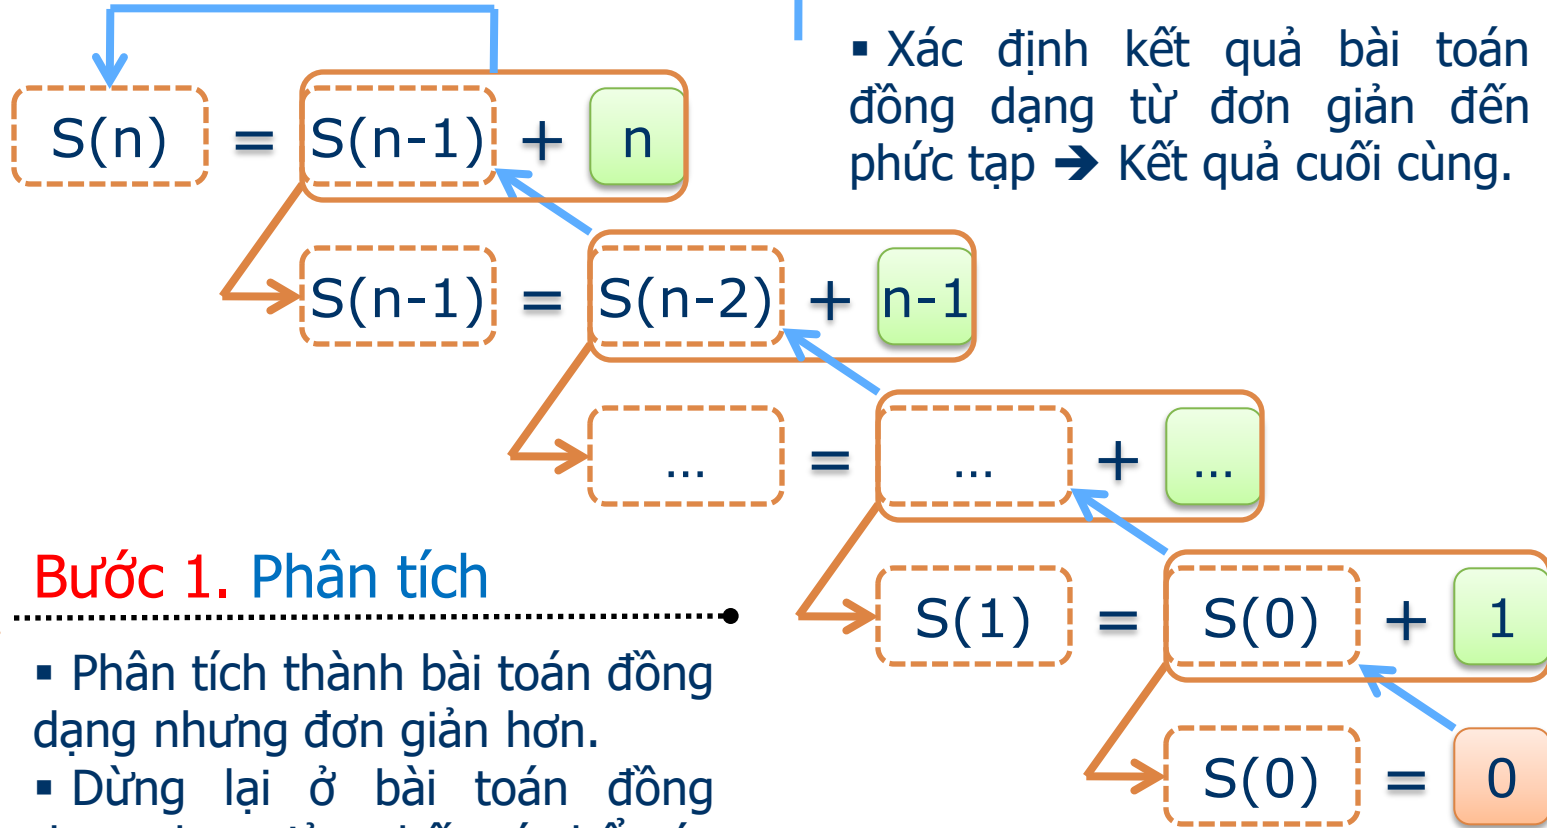 ▪ Xác định kết quả bài toán
đồng dạng từ đơn giản đến
phức tạp ➔ Kết quả cuối cùng.
S(n) = S(n-1) + n
S(n-1) = S(n-2) + n-1
... = ... + ...
S(1) = S(0) + 1
S(0) = 0
Bước 1. Phân tích
▪ Phân tích thành bài toán đồng
dạng nhưng đơn giản hơn.
▪ Dừng lại ở bài toán đồng